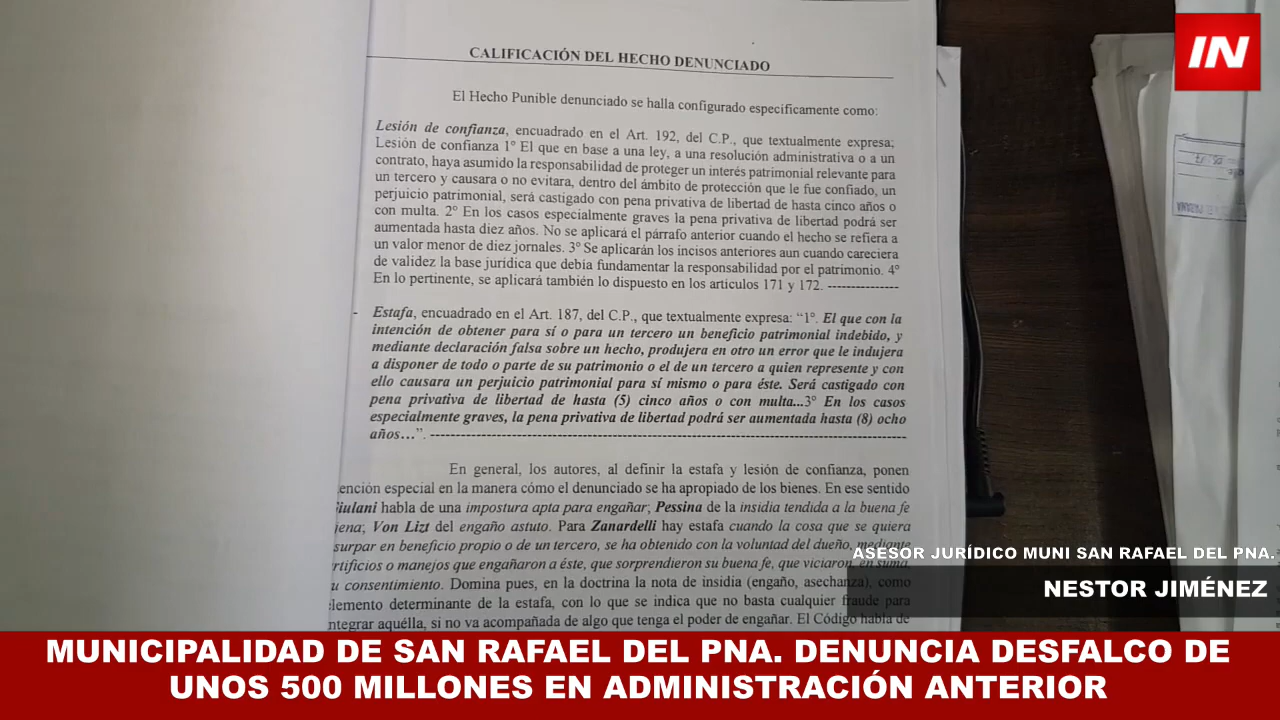 IN
CALIFICACIÓN DEL HECHO DENUNCIADO
El Hecho Punible denunciado se halla configurado específicamente como:
Lesión de confianza, encuadrado en el Art. 192, del C.P., que textualmente expresa;
Lesión de confianza 1º El que en base a una ley, a una resolución administrativa o a un
contrato, haya asumido la responsabilidad de proteger un interés patrimonial relevante para
un tercero y causara o no evitara, dentro del ámbito de protección que le fue confiado, un
perjuicio patrimonial, será castigado con pena privativa de libertad de hasta cinco años o
con multa. 2º En los casos especialmente graves la pena privativa de libertad podrá ser
aumentada hasta diez años. No se aplicará el párrafo anterior cuando el hecho se refiera a
un valor menor de diez jornales. 3º Se aplicarán los incisos anteriores aun cuando careciera
de validez la base jurídica que debía fundamentar la responsabilidad por el patrimonio. 4º
En lo pertinente, se aplicará también lo dispuesto en los artículos 171 y 172. ---------------
- Estafa, encuadrado en el Art. 187, del C.P., que textualmente expresa: “1º. El que con la
intención de obtener para sí o para un tercero un beneficio patrimonial indebido, y
mediante declaración falsa sobre un hecho, produjera en otro un error que le indujera
a disponer de todo o parte de su patrimonio o el de un tercero a quien represente y con
ello causara un perjuicio patrimonial para sí mismo o para éste. Será castigado con
pena privativa de libertad de hasta (5) cinco años o con multa...3º En los casos
especialmente graves, la pena privativa de libertad podrá ser aumentada hasta (8) ocho
años…”. ----------------------------------------------------------------------------------------
En general, los autores, al definir la estafa y lesión de confianza, ponen
ención especial en la manera cómo el denunciado se ha apropiado de los bienes. En ese sentido
iulani habla de una impostura apta para engañar; Pessina de la insidia tendida a la buena fe
jena; Von Lizt del engaño astuto. Para Zanardelli hay estafa cuando la cosa que se quiera
surpar en beneficio propio o de un tercero, se ha obtenido con la voluntad del dueño, mediante
rtificios o manejos que engañaron a éste, que sorprendieron su buena fe, que viciaron, en suma,
u consentimiento. Domina pues, en la doctrina la nota de insidia (engaño, asechanza), como
lemento determinante de la estafa, con lo que se indica que no basta cualquier fraude para
ntegrar aquélla, si no va acompañada de algo que tenga el poder de engañar. El Código habla de
ASESOR JURÍDICO MUNI SAN RAFAEL DEL PNA.
NESTOR JIMÉNEZ
MUNICIPALIDAD DE SAN RAFAEL DEL PNA. DENUNCIA DESFALCO DE
UNOS 500 MILLONES EN ADMINISTRACIÓN ANTERIOR